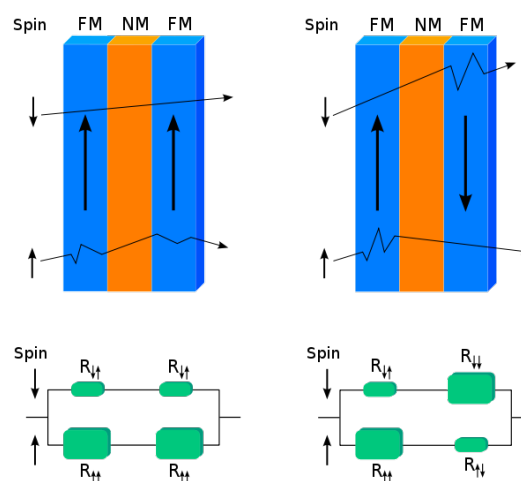 Spin FM NM FM
Spin FM NM FM
Spin
R↓↑ R↓↑
R↑↑ R↑↑
Spin
R↓↑ R↓↓
R↑↑ R↑↓